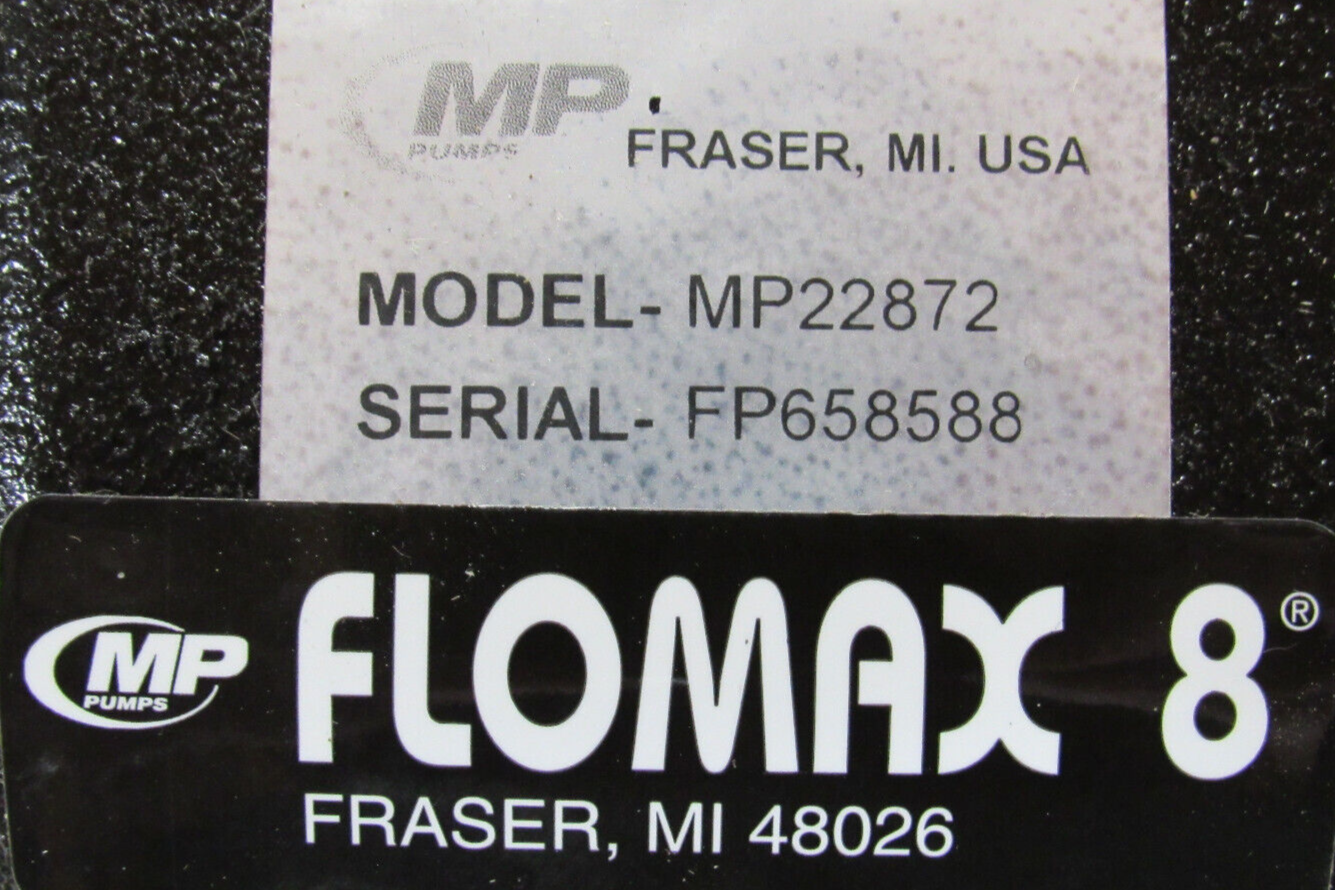 MP
PUMPS
FRASER, MI. USA
MODEL- MP22872
SERIAL- FP658588
MP
PUMPS
FLOMAX 8®
FRASER, MI 48026